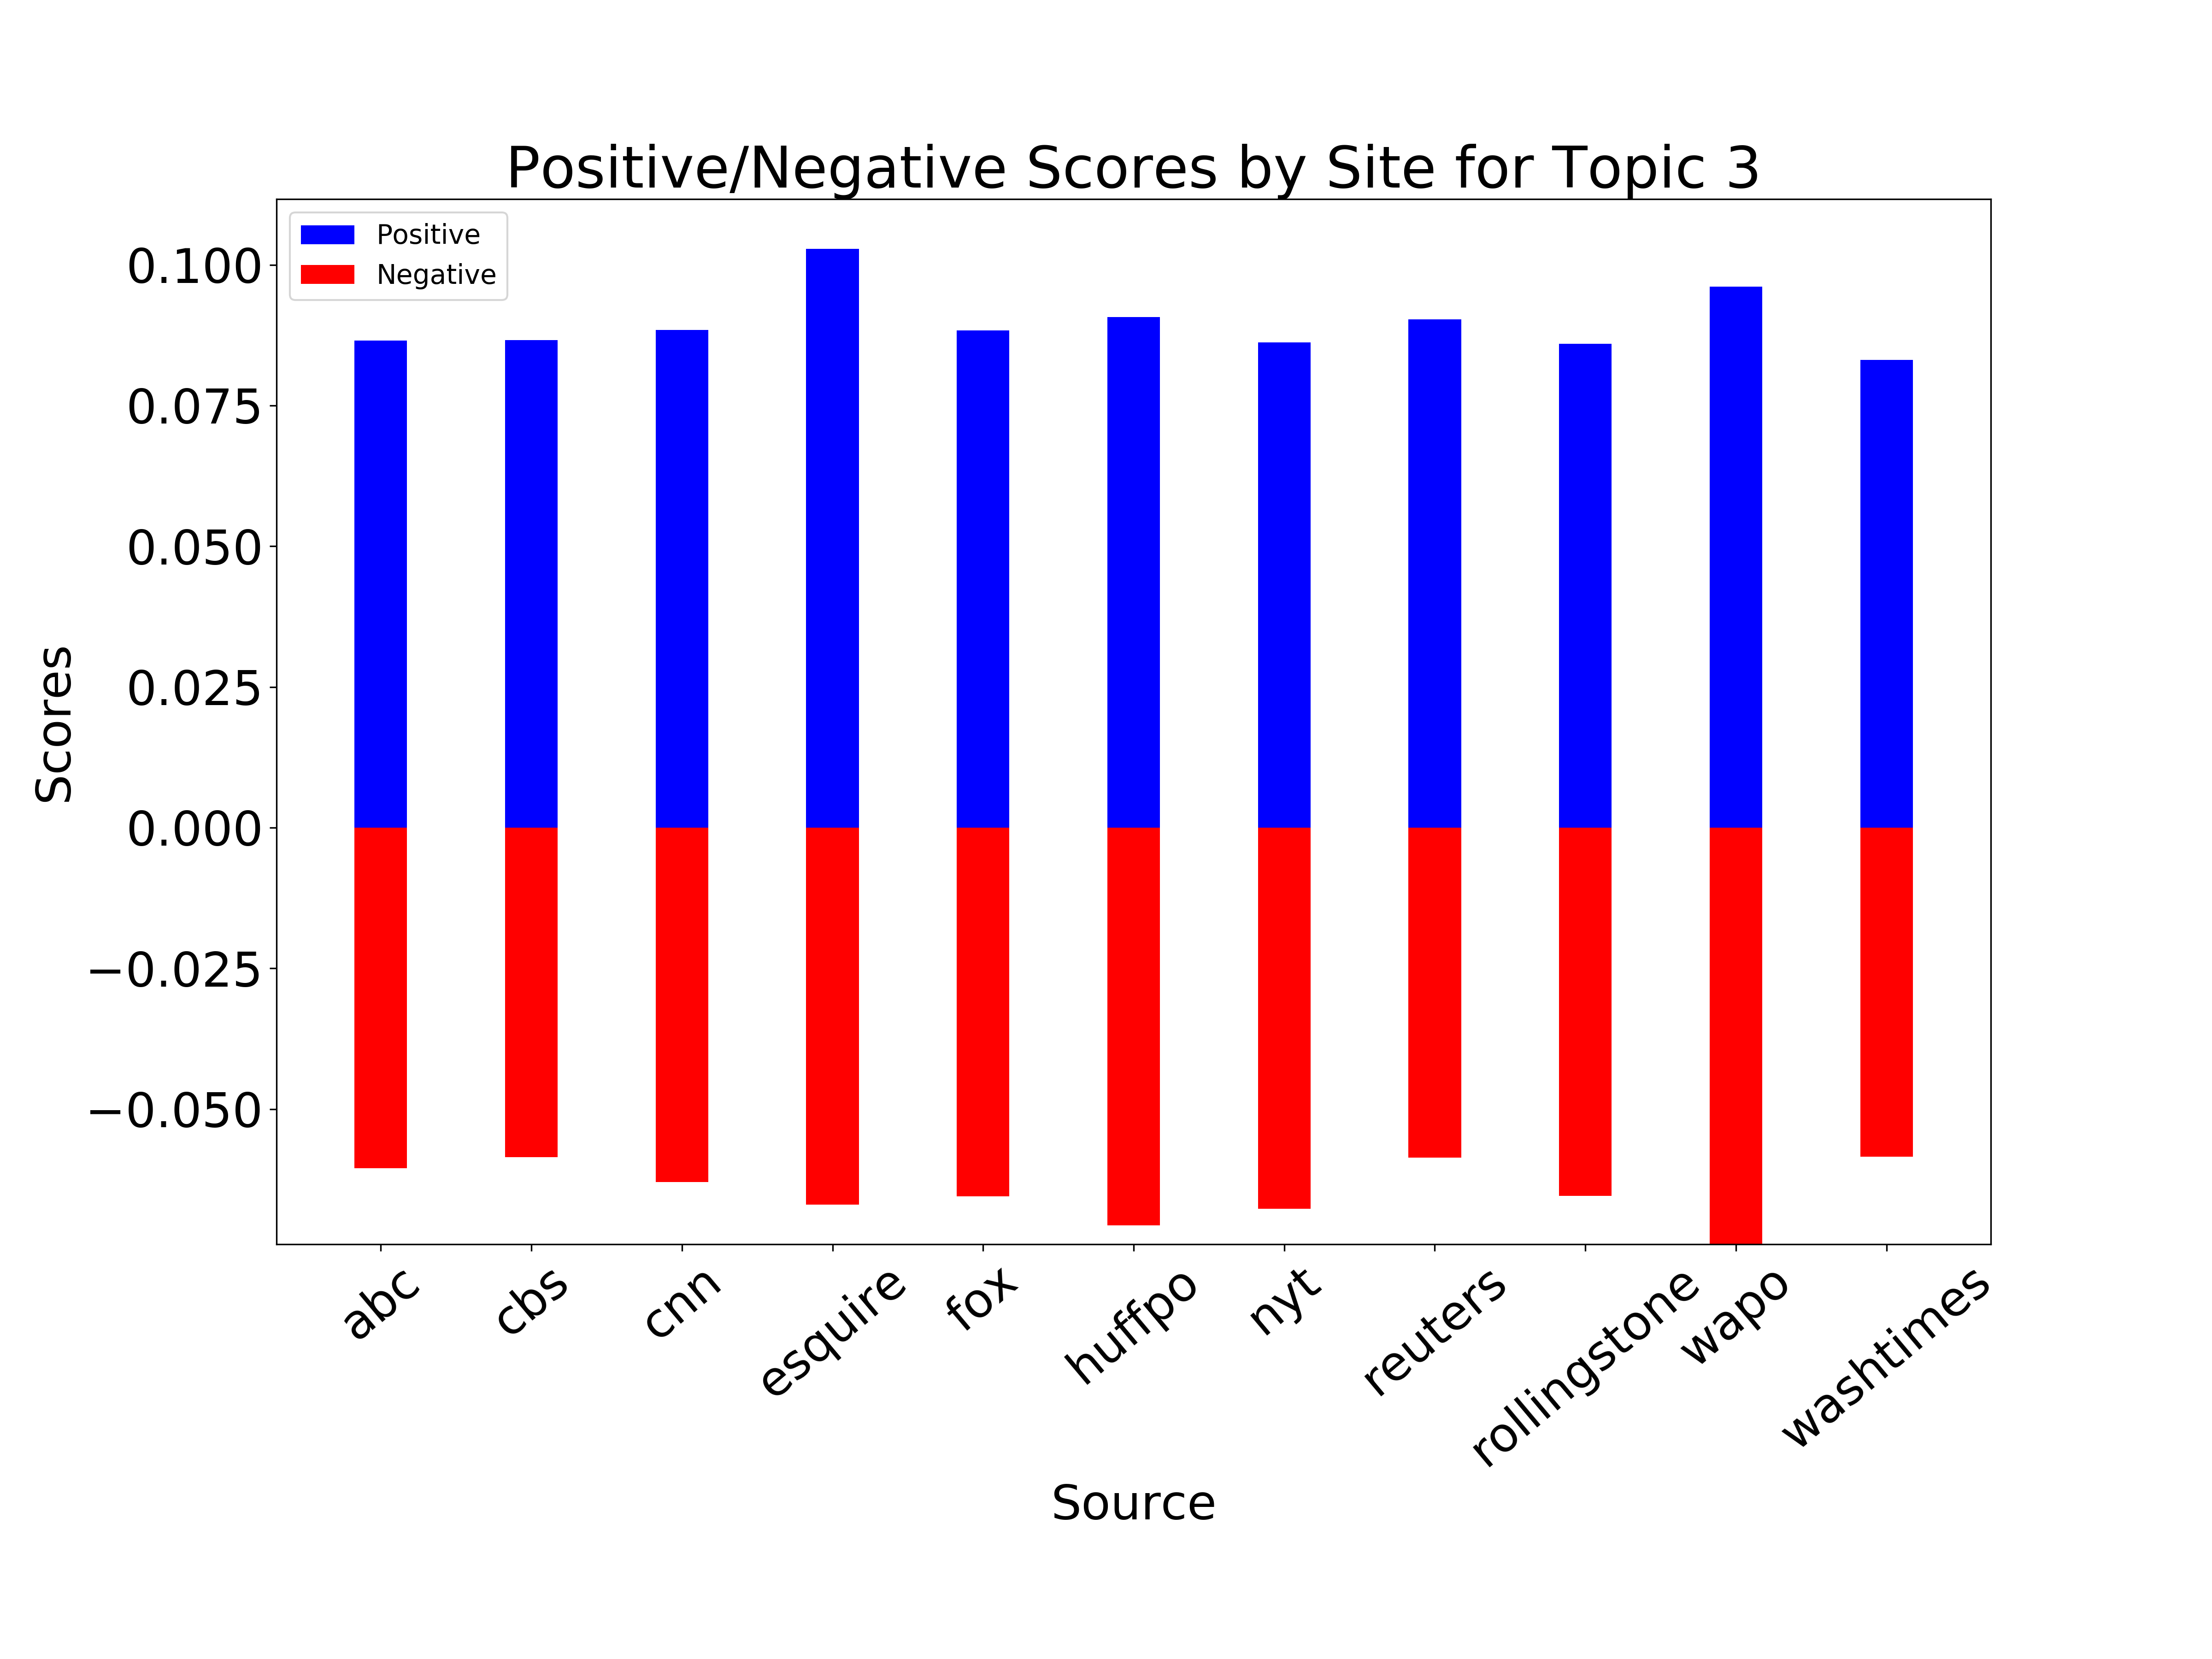 Positive/Negative Scores by Site for Topic 3
Positive
Negative
0.100
0.075
0.050
0.025
0.000
−0.025
−0.050
Scores
abc
cbs
cnn
esquire
fox
huffpo
nyt
reuters
rollingstone
wapo
washtimes
Source